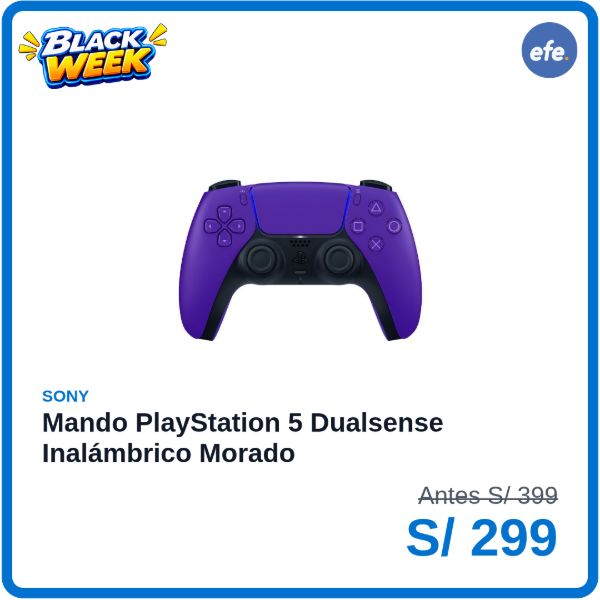 BLACK
WEEK
efe.
SONY
Mando PlayStation 5 Dualsense
Inalámbrico Morado
Antes S/ 399
S/ 299